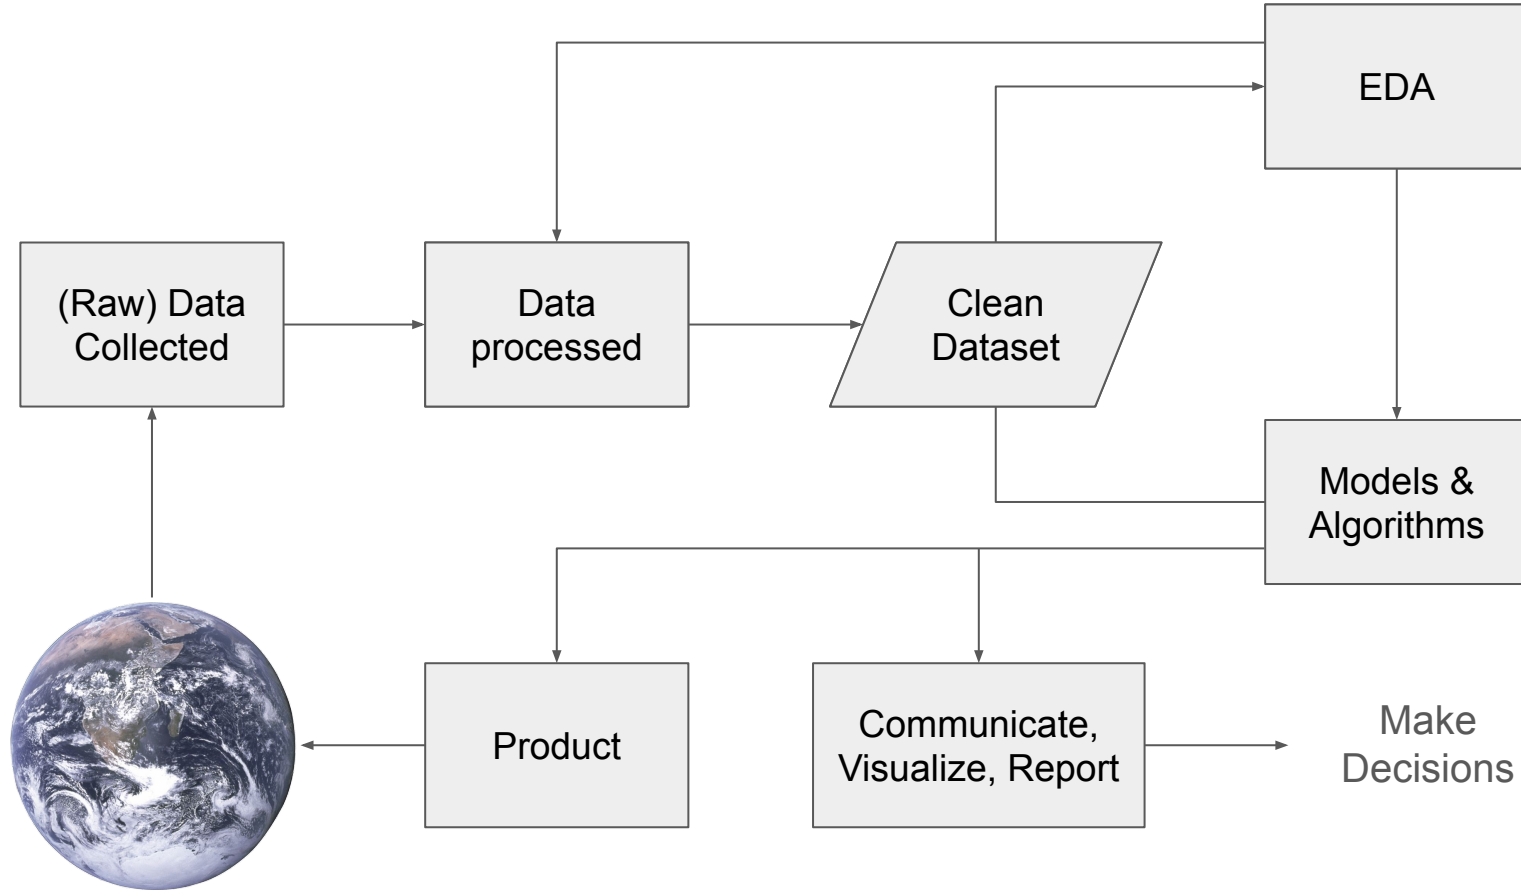 EDA
(Raw) Data
Collected
Data
processed
Clean
Dataset
Models &
Algorithms
Product
Communicate,
Visualize, Report
Make
Decisions